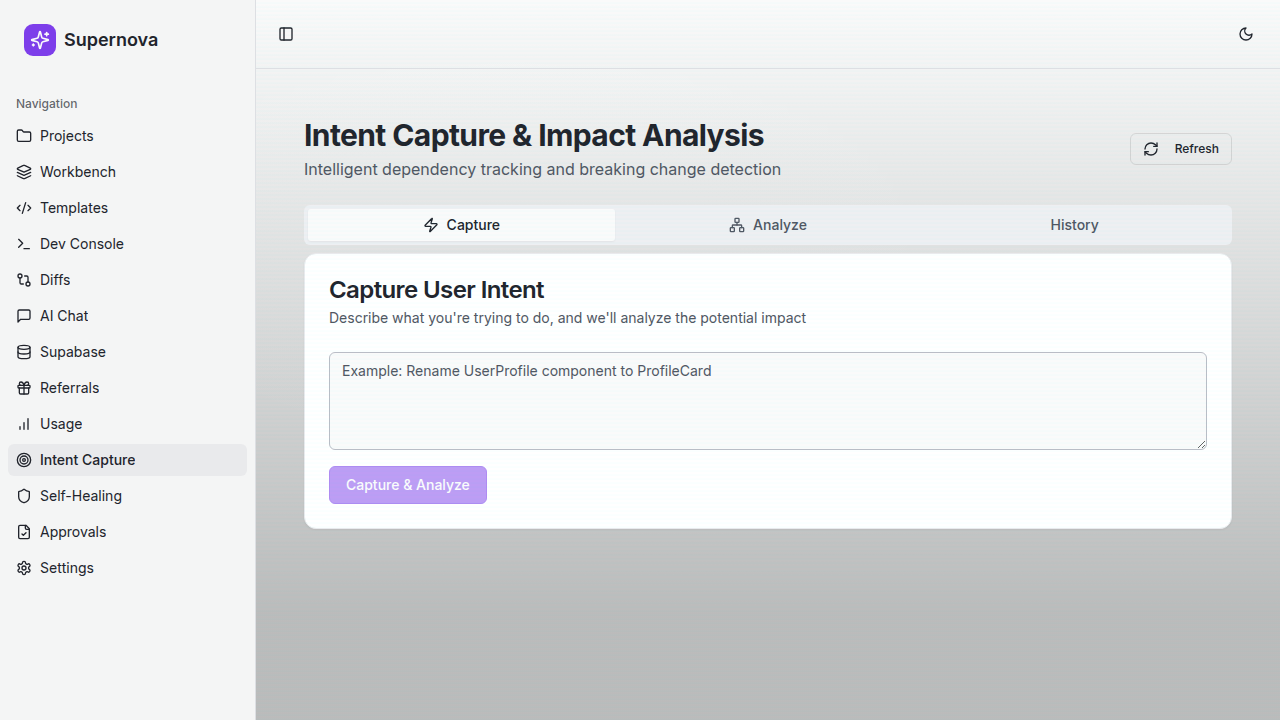 Supernova
Navigation
Projects
Workbench
Templates
Dev Console
Diffs
AI Chat
Supabase
Referrals
Usage
Intent Capture
Self-Healing
Approvals
Settings
Intent Capture & Impact Analysis
Intelligent dependency tracking and breaking change detection
Refresh
Capture
Analyze
History
Capture User Intent
Describe what you're trying to do, and we'll analyze the potential impact
Example: Rename UserProfile component to ProfileCard
Capture & Analyze